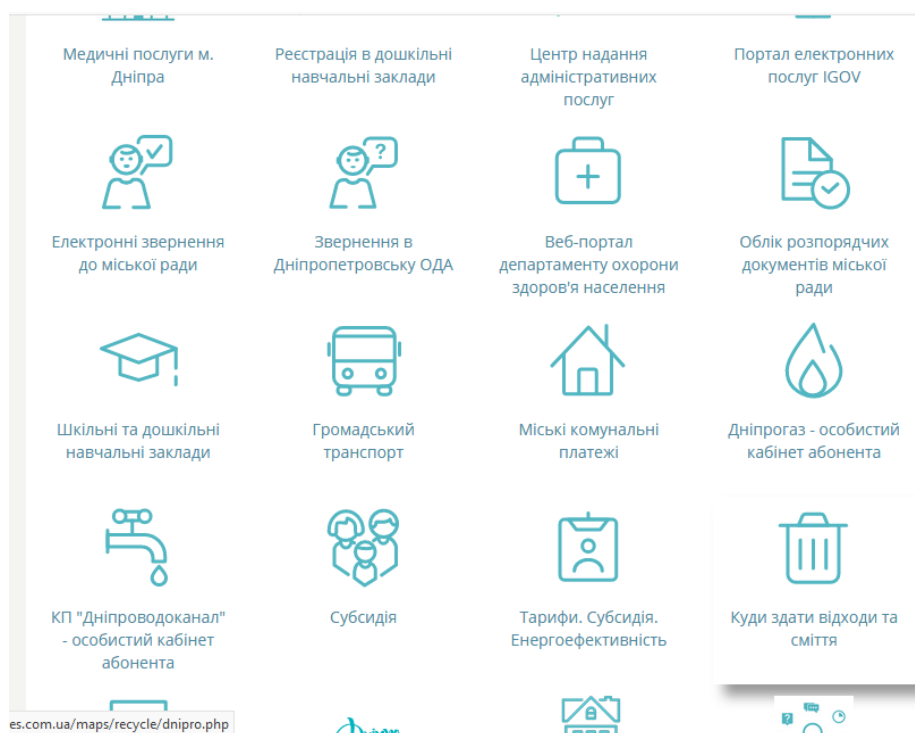 Медичні послуги м.
Дніпра
Реєстрація в дошкільні
навчальні заклади
Центр надання
адміністративних
послуг
Портал електронних
послуг IGOV
Електронні звернення
до міської ради
Звернення в
Дніпропетровську ОДА
Веб-портал
департаменту охорони
здоров'я населення
Облік розпорядчих
документів міської
ради
Шкільні та дошкільні
навчальні заклади
Громадський
транспорт
Міські комунальні
платежі
Дніпрогаз - особистий
кабінет абонента
КП "Дніпроводоканал"
- особистий кабінет
абонента
Субсидія
Тарифи. Субсидія.
Енергоефективність
Куди здати відходи та
сміття
es.com.ua/maps/recycle/dnipro.php